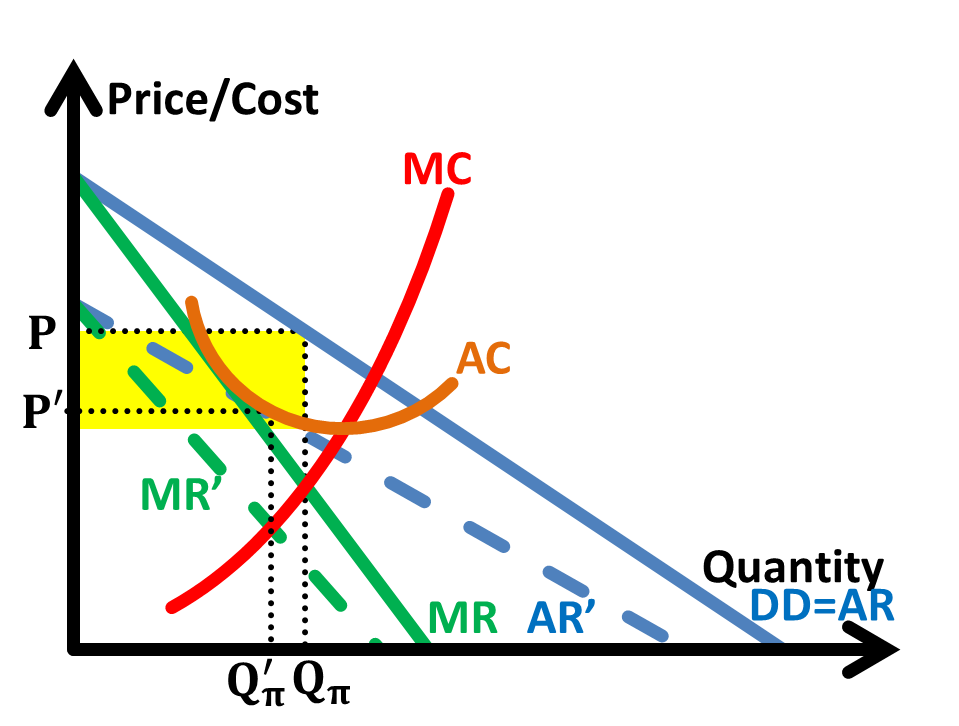 Price/Cost
MC
P
AC
P′
MR’
Quantity
DD=AR
MR
AR’
Q′π
Qπ